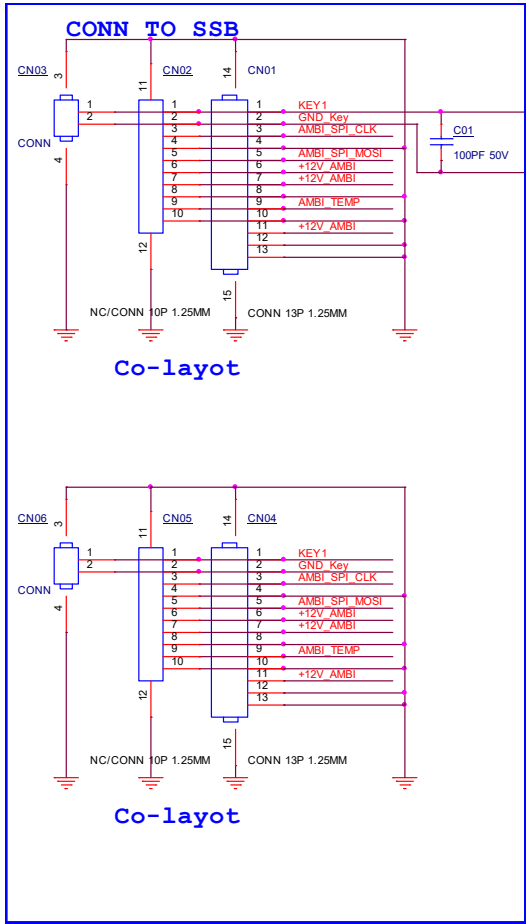 CONN TO SSB
CN03
CN02
CN01
3
11
14
1
2
CONN
4
1
2
3
4
5
6
7
8
9
10
12
1
2
3
4
5
6
7
8
9
10
11
12
13
15
KEY1
GND_Key
AMBI_SPI_CLK
AMBI_SPI_MOSI
+12V_AMBI
+12V_AMBI
AMBI_TEMP
+12V_AMBI
C01
100PF 50V
NC/CONN 10P 1.25MM
CONN 13P 1.25MM
Co-layot
CN06
CN05
CN04
3
11
14
1
2
CONN
4
1
2
3
4
5
6
7
8
9
10
12
1
2
3
4
5
6
7
8
9
10
11
12
13
15
KEY1
GND_Key
AMBI_SPI_CLK
AMBI_SPI_MOSI
+12V_AMBI
+12V_AMBI
AMBI_TEMP
+12V_AMBI
NC/CONN 10P 1.25MM
CONN 13P 1.25MM
Co-layot